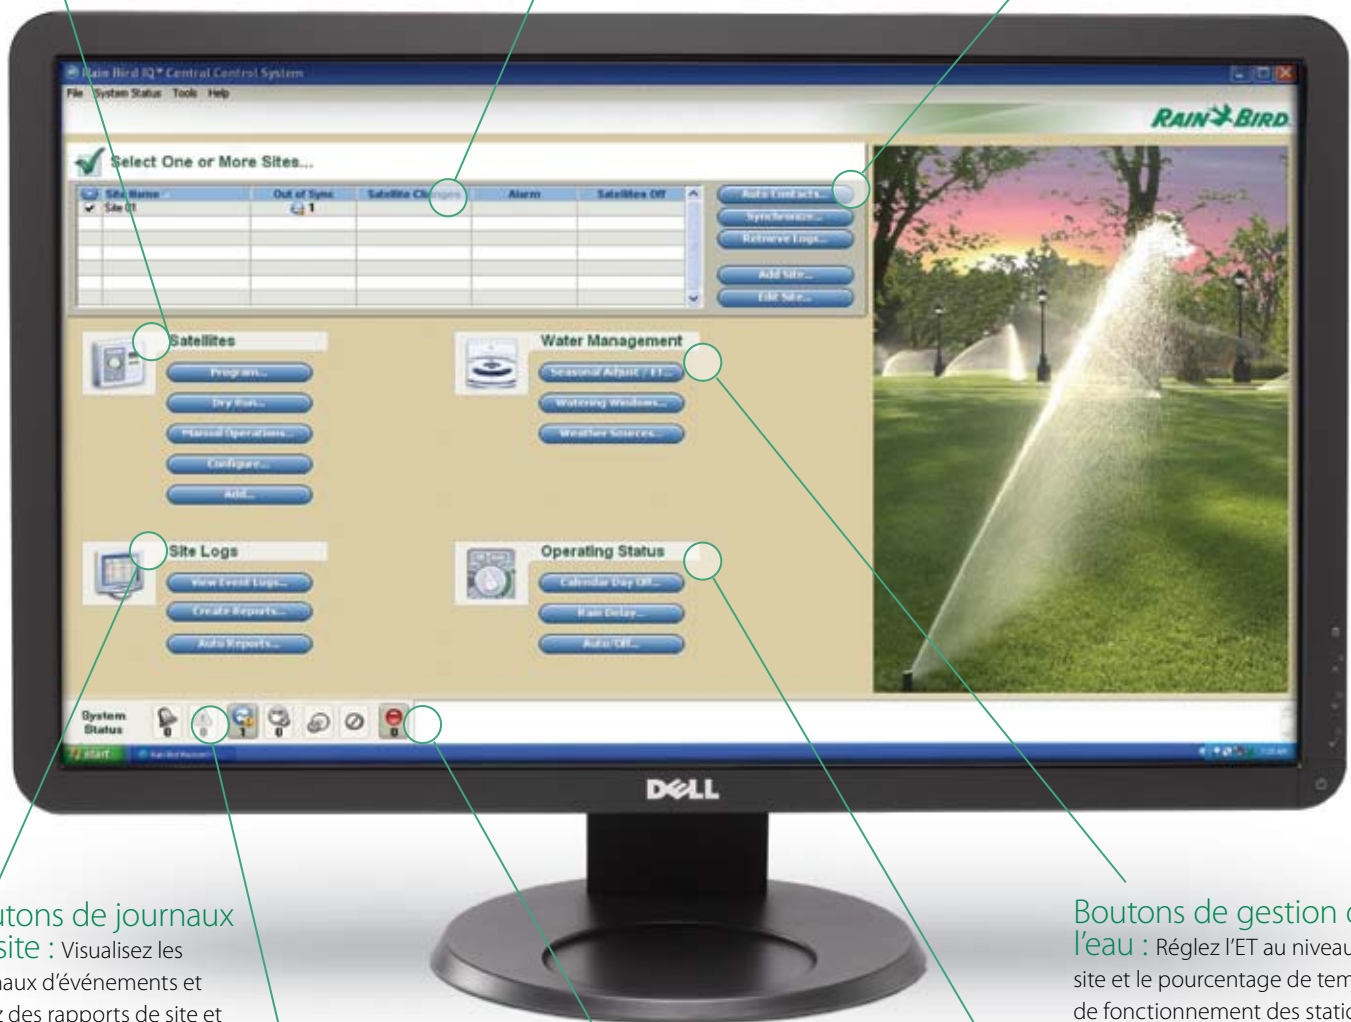 Rain Bird IQ™ Central Control System
File System Status Tools Help
RAIN BIRD
Select One or More Sites...
Site Name Out of Sync Satellite Changes Alarm Satellites Off
Site 01 1
Auto Contacts...
Synchronize...
Retrieve Logs...
Add Site...
Edit Site...
Satellites
Program...
Dry Run...
Manual Operations...
Configure...
Add...
Water Management
Seasonal Adjust / ET...
Watering Windows...
Weather Sources...
Site Logs
View Event Logs...
Create Reports...
Auto Reports...
Operating Status
Calendar Day Off...
Rain Delay...
Auto/Off...
System
Status
0 0 1 0 0
start
DELL
utons de journaux
site : Visualisez les
naux d'événements et
z des rapports de site et
Boutons de gestion d
l'eau : Réglez l'ET au niveau
site et le pourcentage de tem
de fonctionnement des static